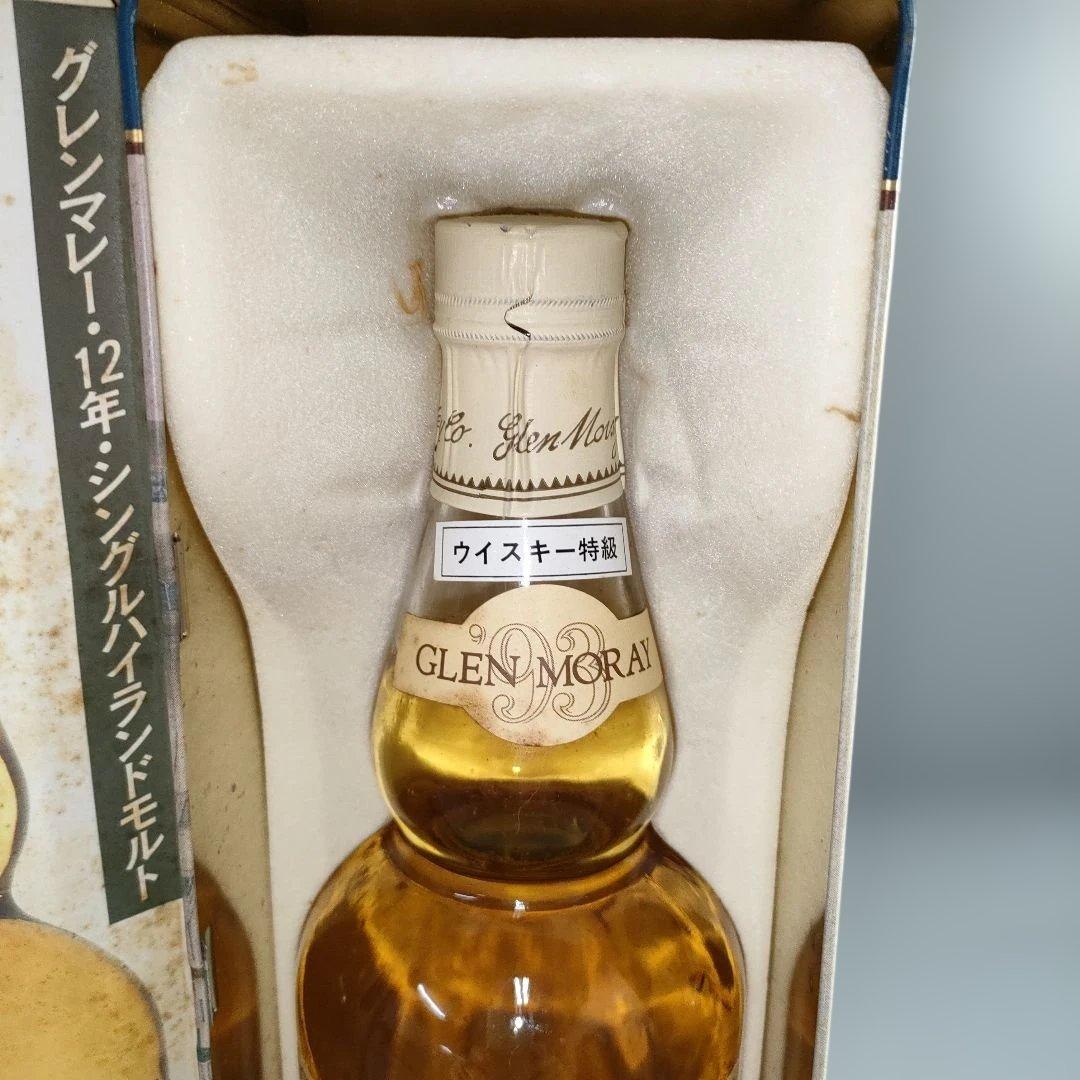 グレンマレー・12年・シングルハイランドモルト
Co. Glen Moray
ウイスキー特級
'93
GLEN MORAY